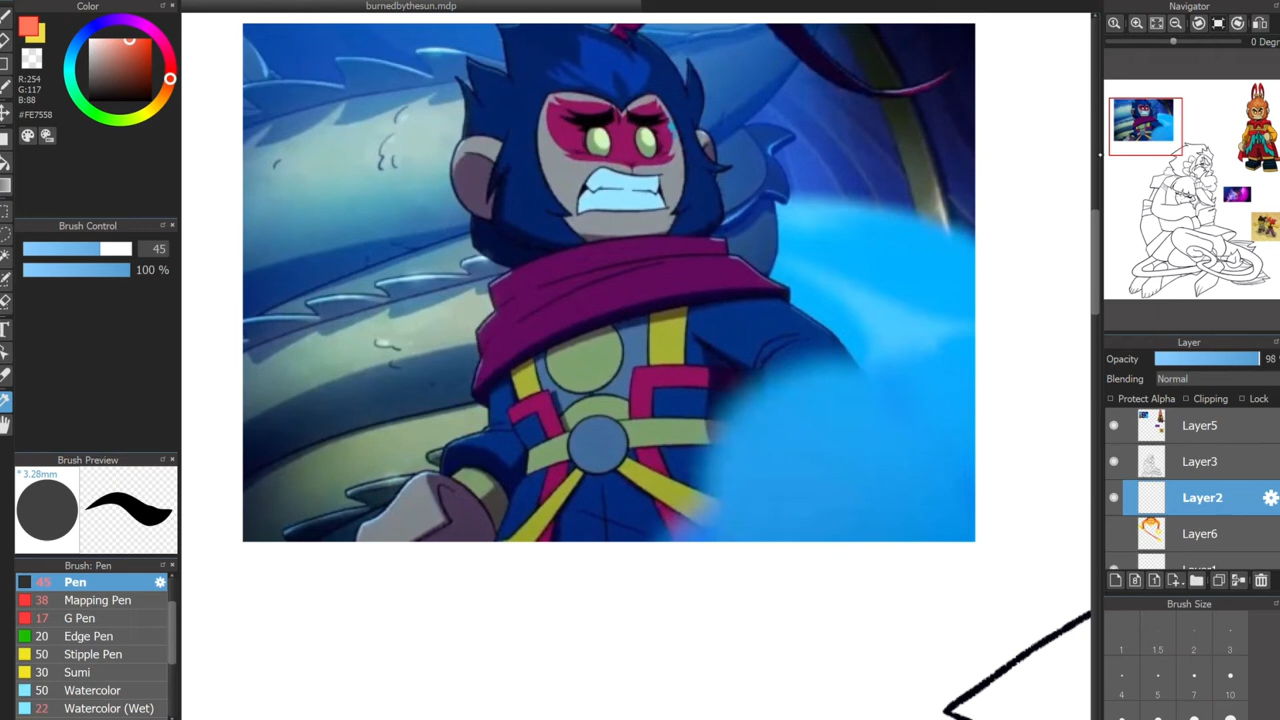 Color
burnedbythesun.mdp
Navigator
R:254
G:117
B:88
#FE7558
0 Degr
Brush Control
45
100 %
Brush Preview
* 3.28mm
Brush: Pen
45 Pen
38 Mapping Pen
17 G Pen
20 Edge Pen
50 Stipple Pen
30 Sumi
50 Watercolor
22 Watercolor (Wet)
Layer
Opacity 98
Blending Normal
Protect Alpha Clipping Lock
Layer5
Layer3
Layer2
Layer6
Brush Size
1 1.5 2 3
4 5 7 10